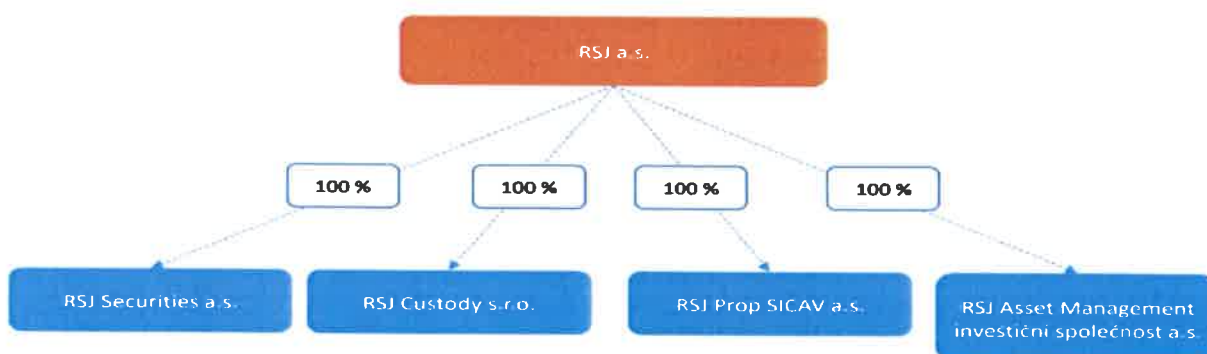 RSJ a.s.
100 %
100 %
100 %
100 %
RSJ Securities a.s.
RSJ Custody s.r.o.
RSJ Prop SICAV a.s.
RSJ Asset Management
investiční společnost a.s.